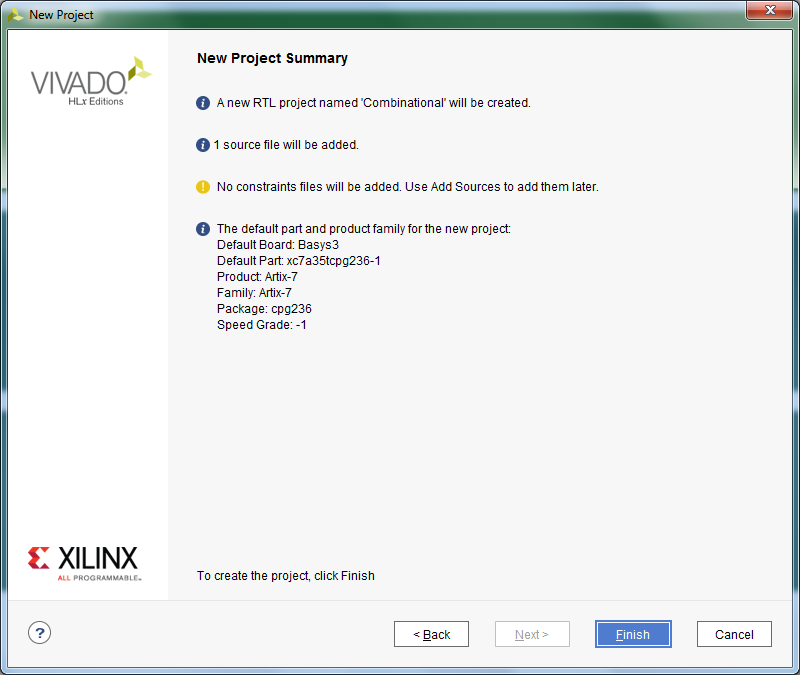 New Project
VIVADO.
HLx Editions
New Project Summary
A new RTL project named 'Combinational' will be created.
1 source file will be added.
No constraints files will be added. Use Add Sources to add them later.
The default part and product family for the new project:
Default Board: Basys3
Default Part: xc7a35tcpg236-1
Product: Artix-7
Family: Artix-7
Package: cpg236
Speed Grade: -1
XILINX
ALL PROGRAMMABLE™
To create the project, click Finish
?
< Back
Next >
Finish
Cancel